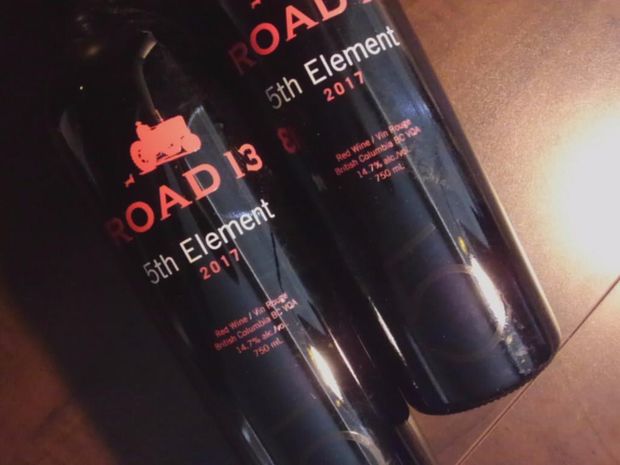 ROAD 13
5th Element
2017
Red Wine / Vin Rouge
British Columbia BC VQA
14.7% alc./vol.
750 mL
ROAD
5th Element
2017
Red Wine / Vin Rouge
British Columbia BC VQA
14.7% alc./vol.
750 mL